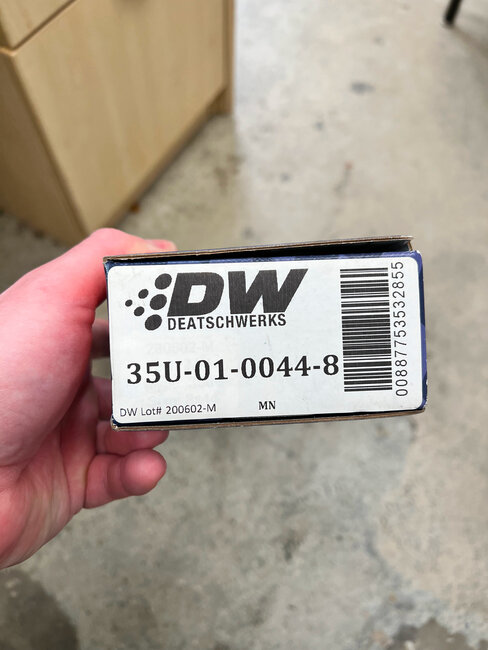 DW
DEATSCHWERKS
35U-01-0044-8
DW Lot# 200602-M
MN
00887753532855